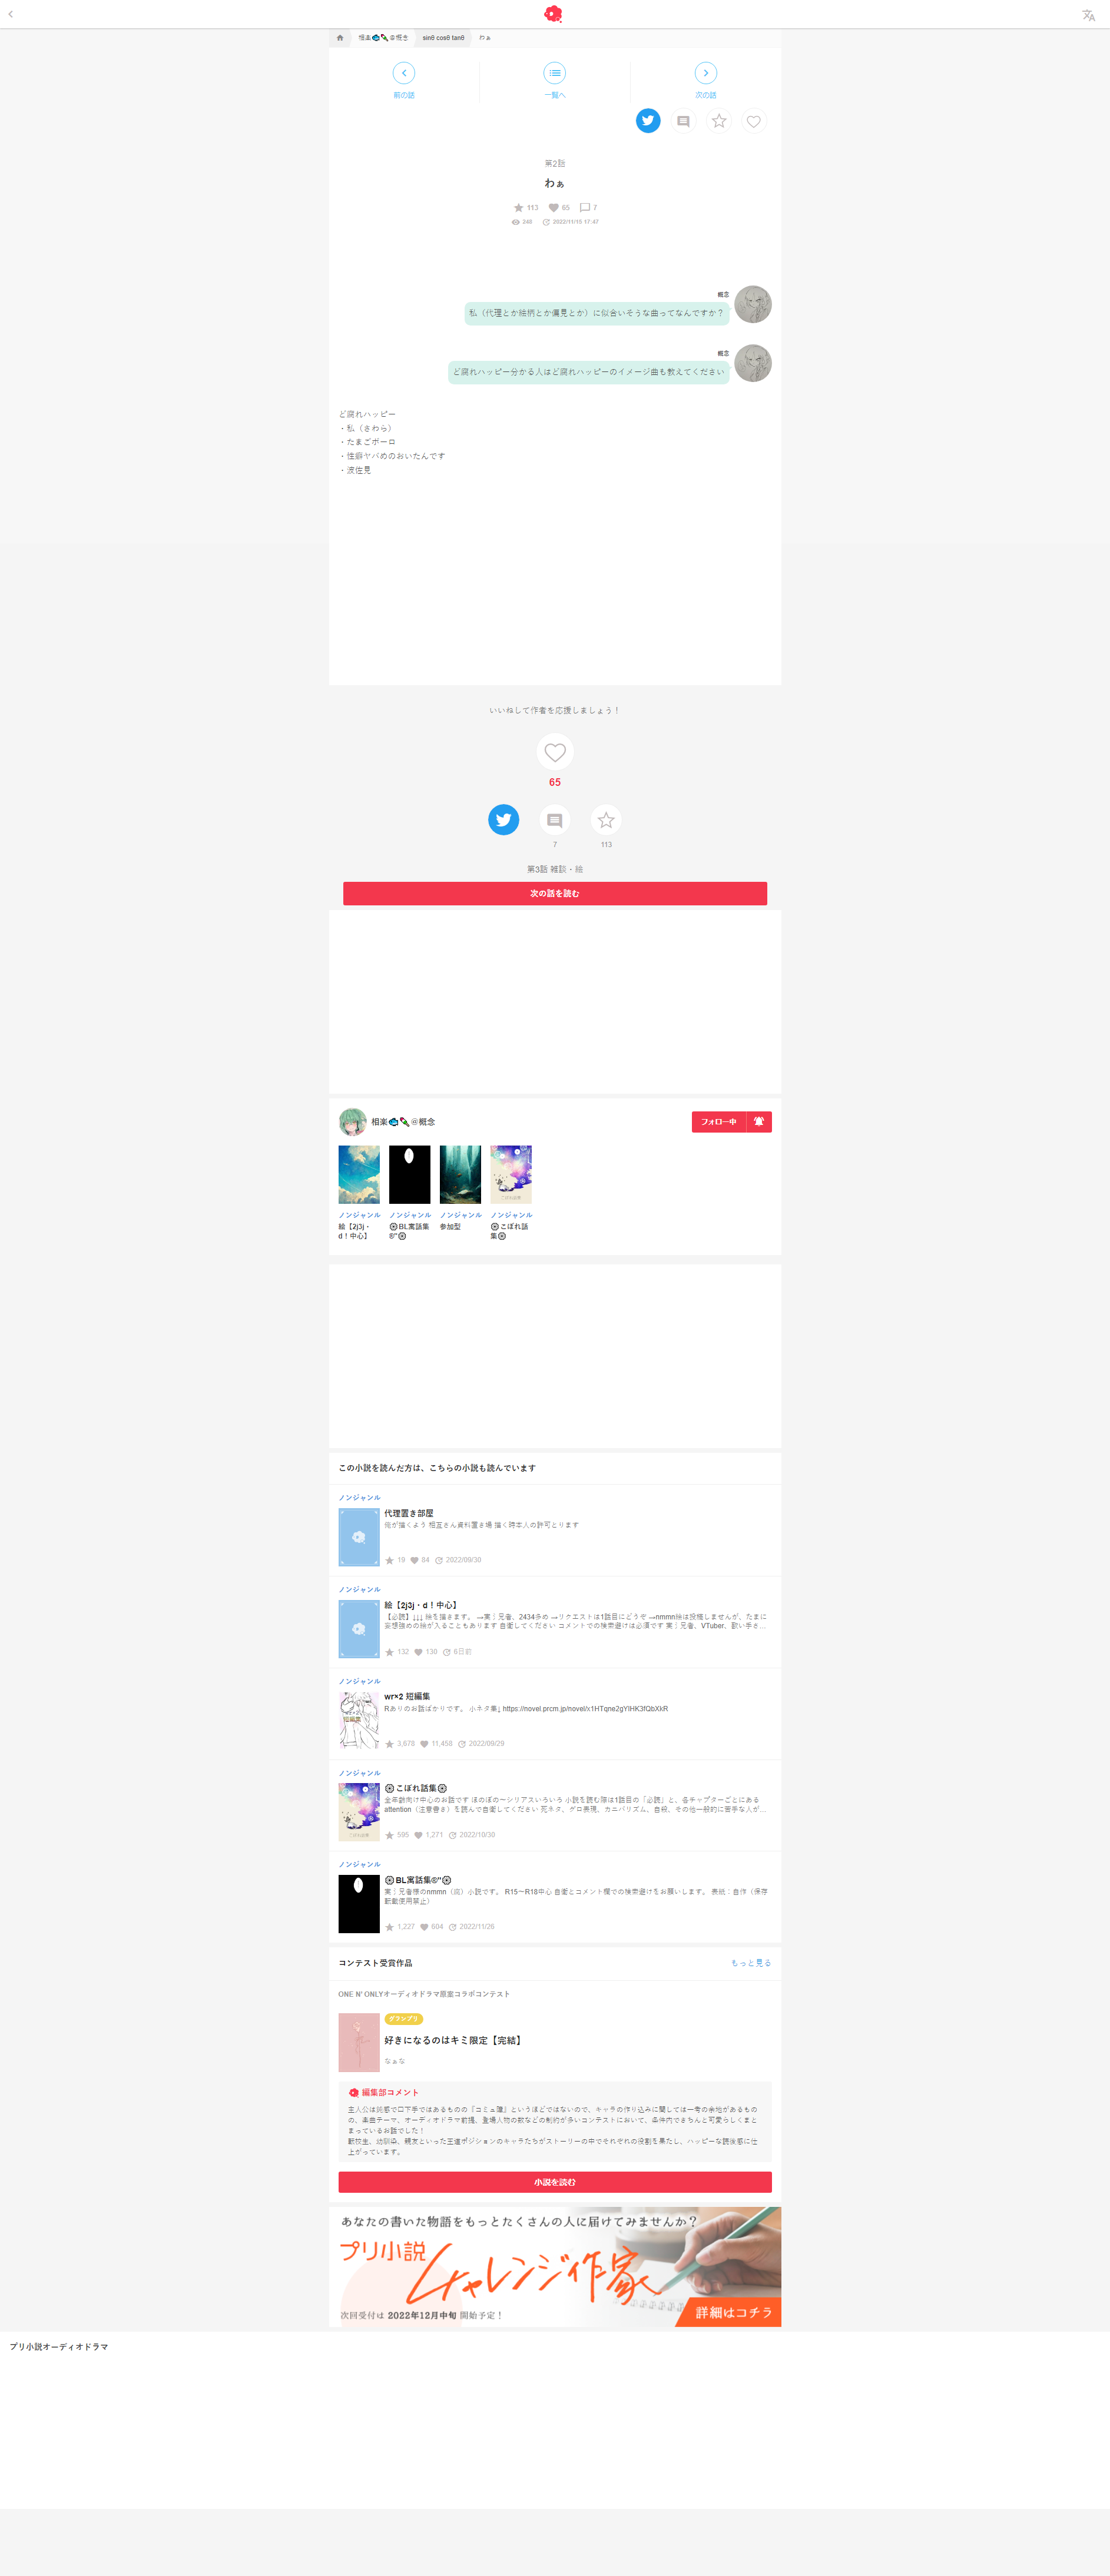 相楽🐟🍾@概念
sinθ cosθ tanθ
わぁ
前の話
一覧へ
次の話
第2話
わぁ
113 65 7
248 2022/11/15 17:47
概念
私（代理とか絵柄とか偏見とか）に似合いそうな曲ってなんですか？
概念
ど腐れハッピー分かる人はど腐れハッピーのイメージ曲も教えてください
ど腐れハッピー
・私（さわら）
・たまごボーロ
・性癖ヤバめのおいたんです
・波佐見
いいねして作者を応援しましょう！
65
7
113
第3話 雑談・絵
次の話を読む
相楽🐟🍾@概念
フォロー中
ノンジャンル
絵【2j3j・d！中心】
ノンジャンル
BL寓話集
ノンジャンル
参加型
ノンジャンル
こぼれ話集
この小説を読んだ方は、こちらの小説も読んでいます
ノンジャンル
代理置き部屋
俺が描くよう 相互さん資料置き場 描く時本人の許可とります
19 84 2022/09/30
ノンジャンル
絵【2j3j・d！中心】
【必読】↓↓↓ 絵を描きます。 →実⋮兄者、2434多め →リクエストは1話目にどうぞ →nmmn絵は投稿しませんが、たまに
妄想強めの絵が入ることもあります 自衛してください コメントでの検索避けは必須です 実⋮兄者、VTuber、歌い手さ…
132 130 6日前
ノンジャンル
短編集
wr×2 短編集
Rありのお話ばかりです。 小ネタ集↓ https://novel.prcm.jp/novel/x1HTqne2gYlHK3fQbXkR
3,678 11,458 2022/09/29
ノンジャンル
こぼれ話集
全年齢向け中心のお話です ほのぼの〜シリアスいろいろ 小説を読む際は1話目の「必読」と、各チャプターごとにある
attention（注意書き）を読んで自衛してください 死ネタ、グロ表現、カニバリズム、自殺、その他一般的に苦手な人が…
595 1,271 2022/10/30
ノンジャンル
BL寓話集
実⋮兄者様のnmmn（腐）小説です。 R15〜R18中心 自衛とコメント欄での検索避けをお願いします。 表紙：自作（保存
転載使用禁止）
1,227 604 2022/11/26
コンテスト受賞作品
もっと見る
ONE N' ONLYオーディオドラマ原案コラボコンテスト
グランプリ
好きになるのはキミ限定【完結】
なぁな
編集部コメント
主人公は鈍感で口下手ではあるものの『コミュ障』というほどではないので、キャラの作り込みに関しては一考の余地があるもの
の、楽曲テーマ、オーディオドラマ前提、登場人物の数などの制約が多いコンテストにおいて、条件内できちんと可愛らしくまと
まっているお話でした！
転校生、幼馴染、親友といった王道ポジションのキャラたちがストーリーの中でそれぞれの役割を果たし、ハッピーな読後感に仕
上がっています。
小説を読む
あなたの書いた物語をもっとたくさんの人に届けてみませんか？
プリ小説
チャレンジ作家
次回受付は 2022年12月中旬 開始予定！
詳細はコチラ
プリ小説オーディオドラマ